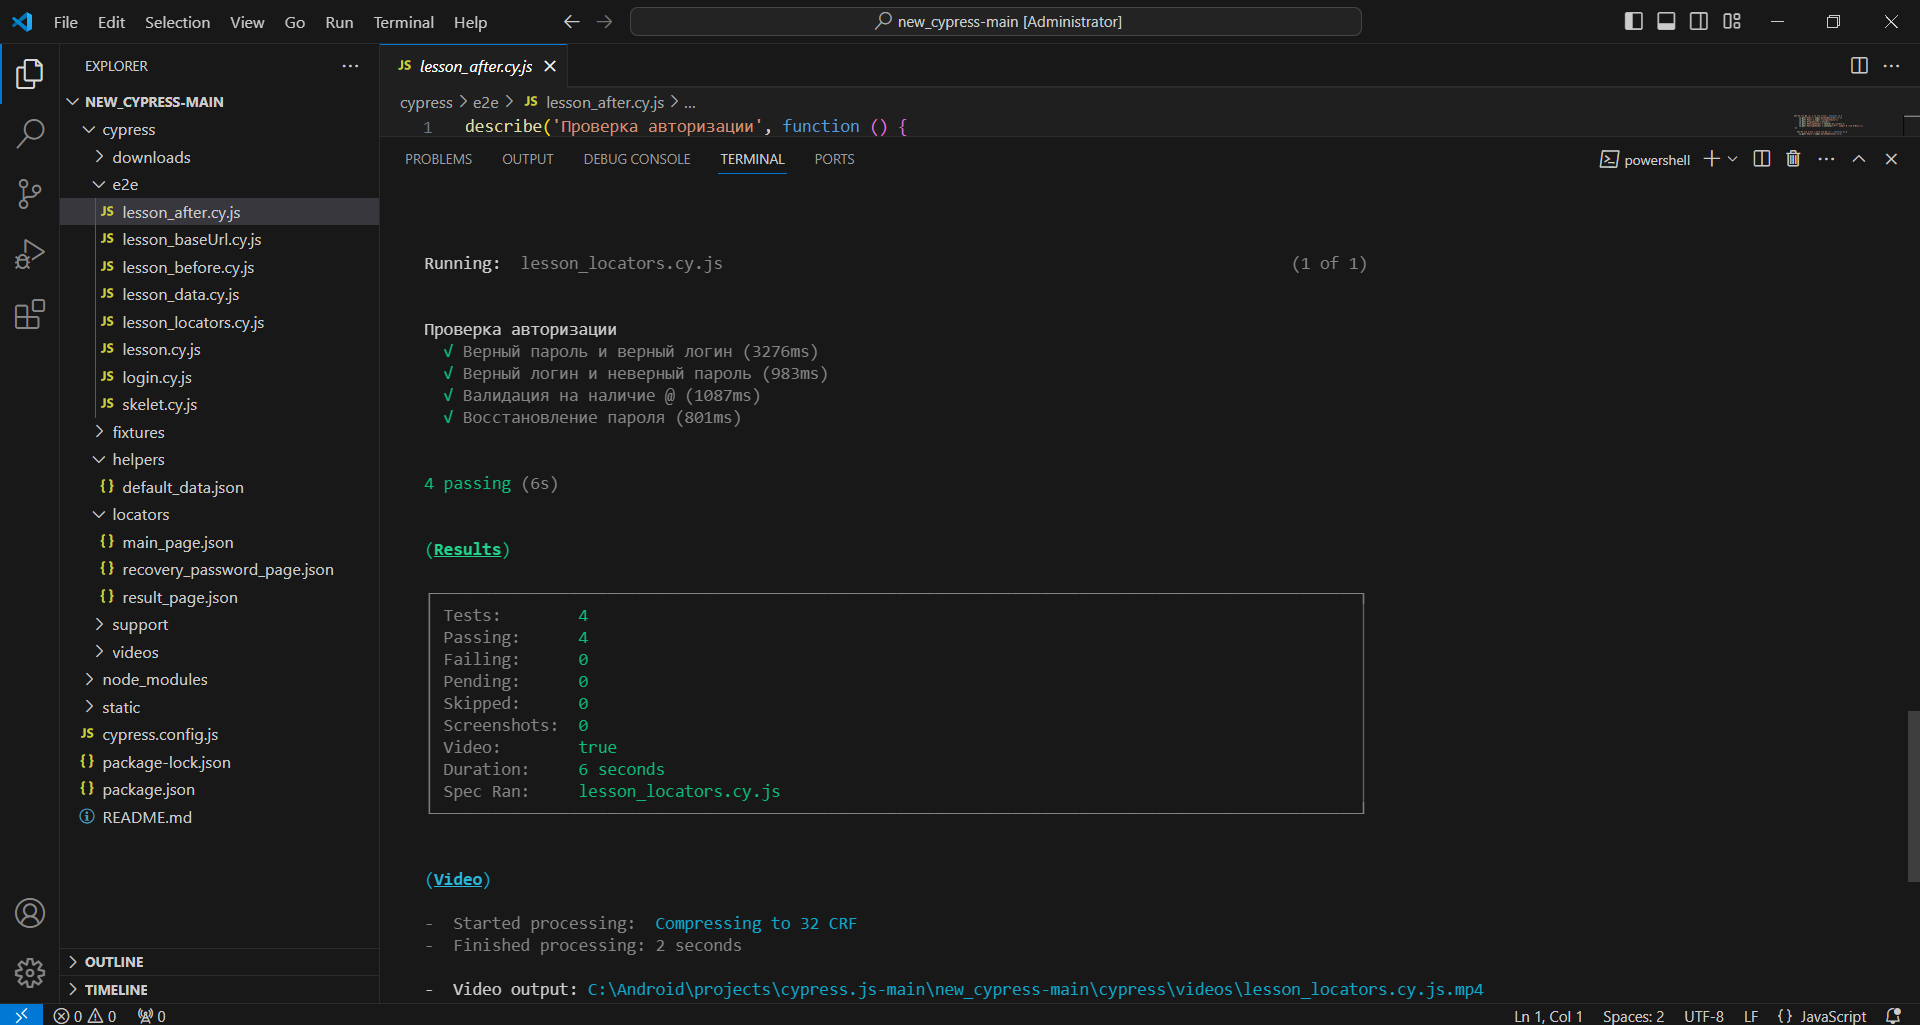 File Edit Selection View Go Run Terminal Help
new_cypress-main [Administrator]
EXPLORER
NEW_CYPRESS-MAIN
cypress
downloads
e2e
JS lesson_after.cy.js
JS lesson_baseUrl.cy.js
JS lesson_before.cy.js
JS lesson_data.cy.js
JS lesson_locators.cy.js
JS lesson.cy.js
JS login.cy.js
JS skelet.cy.js
fixtures
helpers
{} default_data.json
locators
{} main_page.json
{} recovery_password_page.json
{} result_page.json
support
videos
node_modules
static
JS cypress.config.js
{} package-lock.json
{} package.json
README.md
OUTLINE
TIMELINE
JS lesson_after.cy.js
cypress > e2e > JS lesson_after.cy.js > ...
1 describe('Проверка авторизации', function () {
PROBLEMS OUTPUT DEBUG CONSOLE TERMINAL PORTS
powershell
Running: lesson_locators.cy.js (1 of 1)
Проверка авторизации
√ Верный пароль и верный логин (3276ms)
√ Верный логин и неверный пароль (983ms)
√ Валидация на наличие @ (1087ms)
√ Восстановление пароля (801ms)
4 passing (6s)
(Results)
Tests: 4
Passing: 4
Failing: 0
Pending: 0
Skipped: 0
Screenshots: 0
Video: true
Duration: 6 seconds
Spec Ran: lesson_locators.cy.js
(Video)
- Started processing: Compressing to 32 CRF
- Finished processing: 2 seconds
- Video output: C:\Android\projects\cypress.js-main\new_cypress-main\cypress\videos\lesson_locators.cy.js.mp4
0 0 0
Ln 1, Col 1 Spaces: 2 UTF-8 LF {} JavaScript